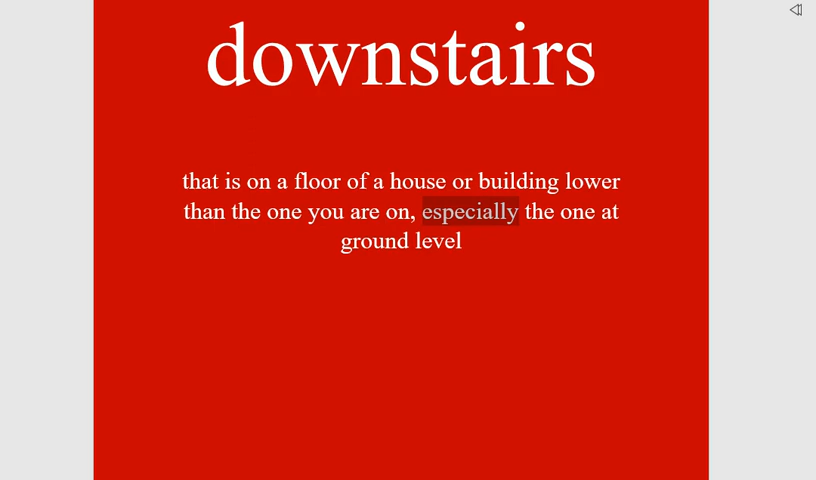 downstairs
that is on a floor of a house or building lower
than the one you are on, especially the one at
ground level